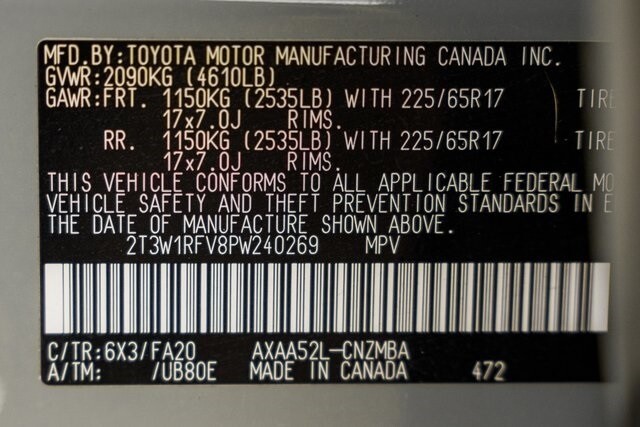 MFD.BY:TOYOTA MOTOR MANUFACTURING CANADA INC.
GVWR:2090KG (4610LB)
GAWR:FRT. 1150KG (2535LB) WITH 225/65R17 TIRE
17x7.0J RIMS.
RR. 1150KG (2535LB) WITH 225/65R17 TIRE
17x7.0J RIMS.
THIS VEHICLE CONFORMS TO ALL APPLICABLE FEDERAL MO
VEHICLE SAFETY AND THEFT PREVENTION STANDARDS IN E
THE DATE OF MANUFACTURE SHOWN ABOVE.
2T3W1RFV8PW240269 MPV
C/TR:6X3/FA20 AXAA52L-CNZMBA
A/TM: /UB80E MADE IN CANADA 472